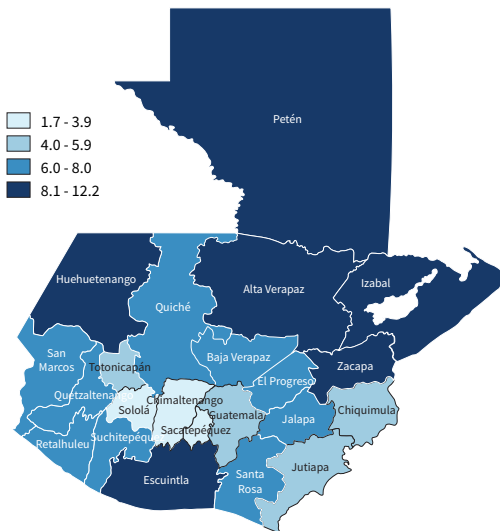 Petén
1.7 - 3.9
4.0 - 5.9
6.0 - 8.0
8.1 - 12.2
Huehuetenango
Alta Verapaz
Izabal
Quiché
San
Marcos
Totonicapán
Baja Verapaz
Zacapa
El Progreso
Quetzaltenango
Chimaltenango
Sololá
Guatemala
Chiquimula
Jalapa
Sacatepéquez
Retalhuleu
Suchitepéquez
Jutiapa
Escuintla
Santa
Rosa